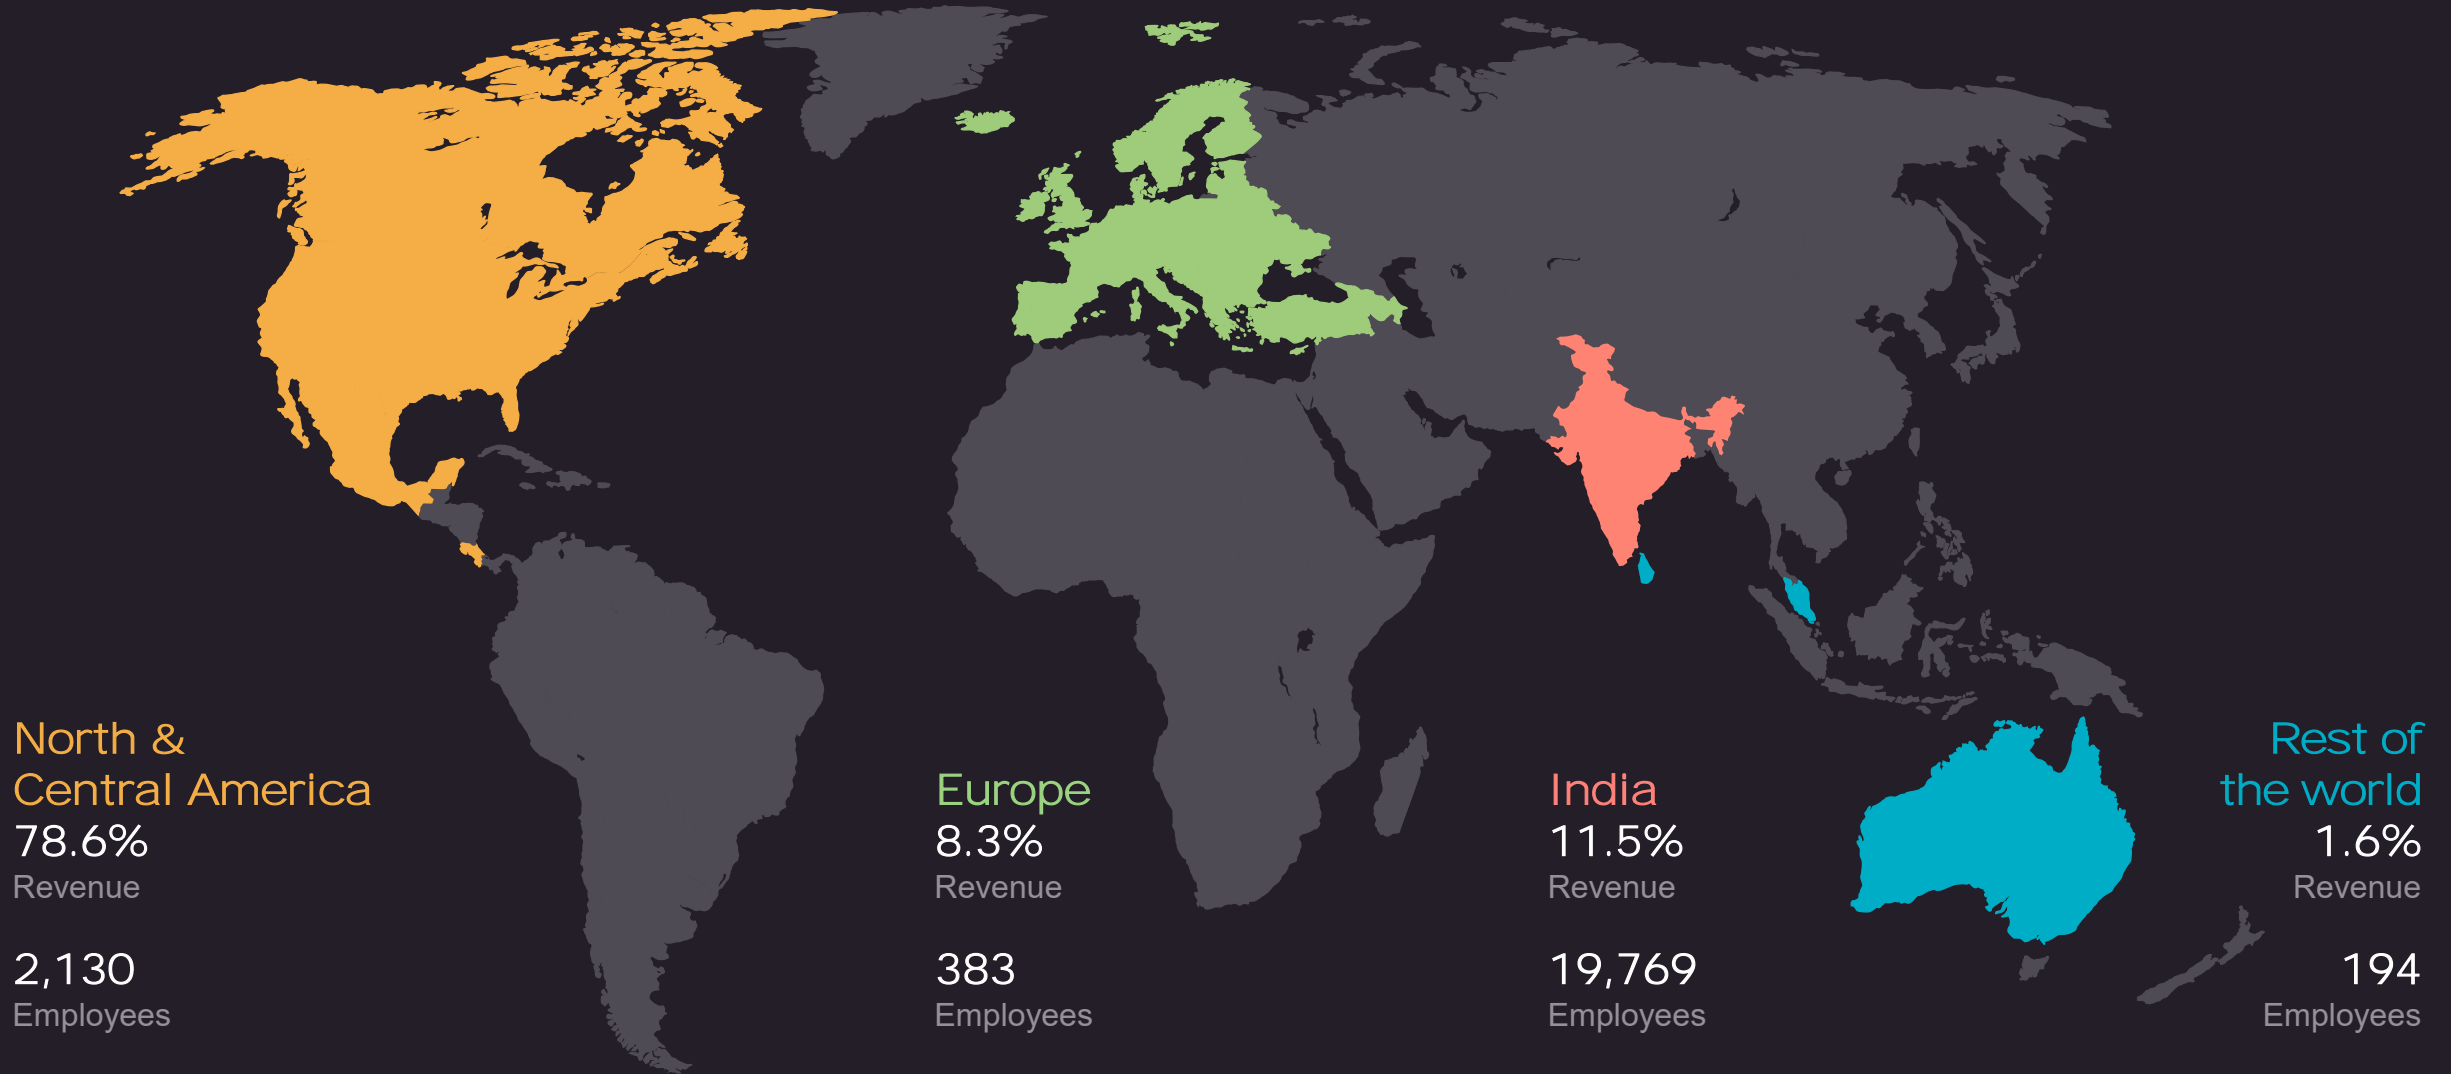 North &
Central America
78.6%
Revenue
2,130
Employees
Europe
8.3%
Revenue
383
Employees
India
11.5%
Revenue
19,769
Employees
Rest of
the world
1.6%
Revenue
194
Employees